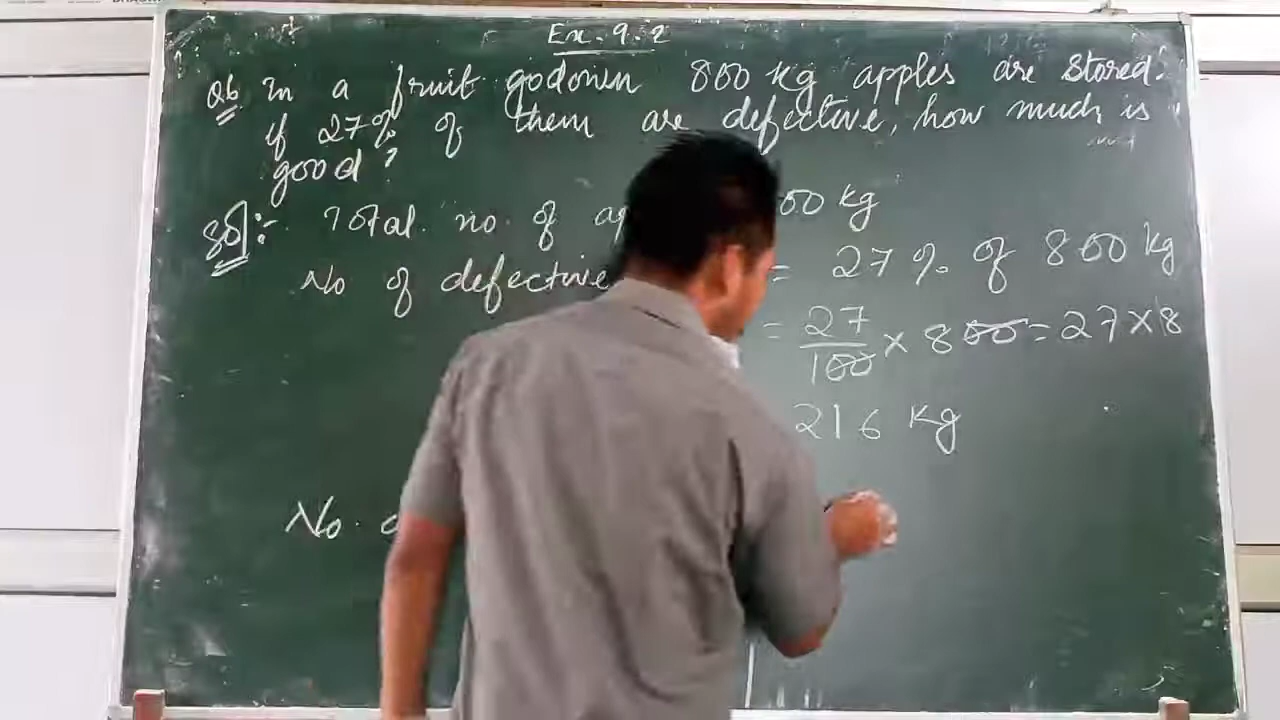 Ex. 9.2
Q6 In a fruit godown 800 kg apples are stored.
if 27% of them are defective, how much is
good?
Sol:- Total. no. of ap 00 kg
No of defective = 27 % of 800 kg
= 27/100 × 800 = 27×8
216 kg
No.